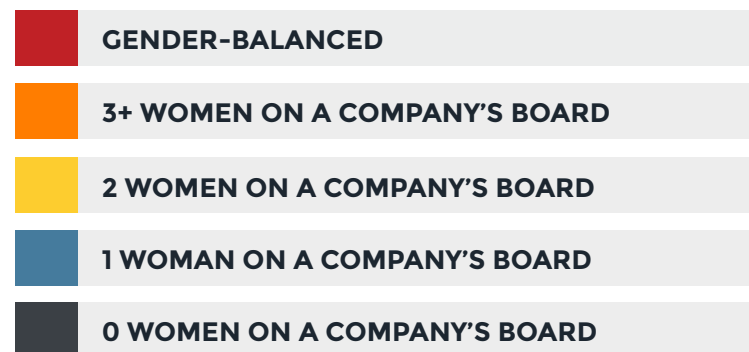 GENDER-BALANCED
3+ WOMEN ON A COMPANY’S BOARD
2 WOMEN ON A COMPANY’S BOARD
1 WOMAN ON A COMPANY’S BOARD
0 WOMEN ON A COMPANY’S BOARD